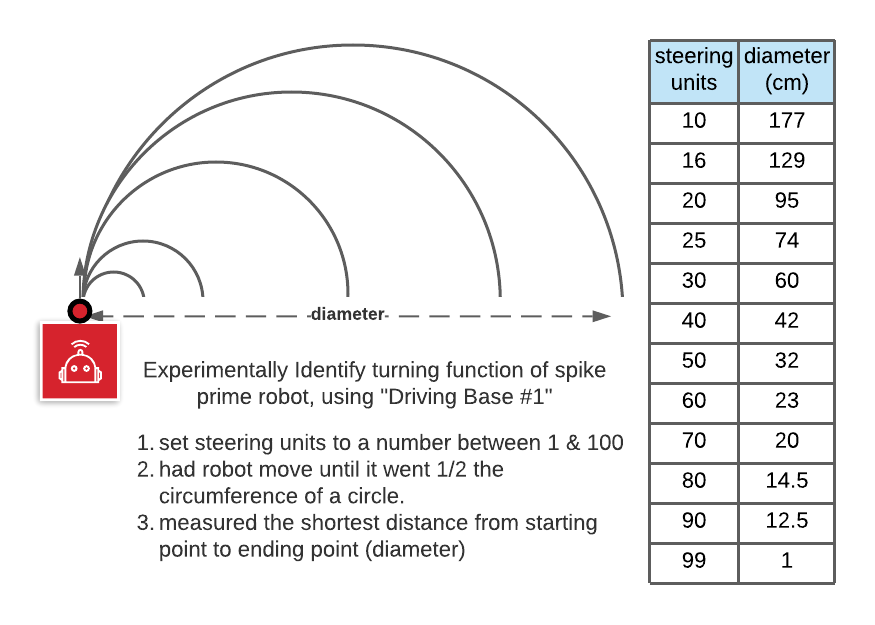 diameter
Experimentally Identify turning function of spike
prime robot, using "Driving Base #1"
1. set steering units to a number between 1 & 100
2. had robot move until it went 1/2 the
circumference of a circle.
3. measured the shortest distance from starting
point to ending point (diameter)
steering units diameter (cm)
10 177
16 129
20 95
25 74
30 60
40 42
50 32
60 23
70 20
80 14.5
90 12.5
99 1